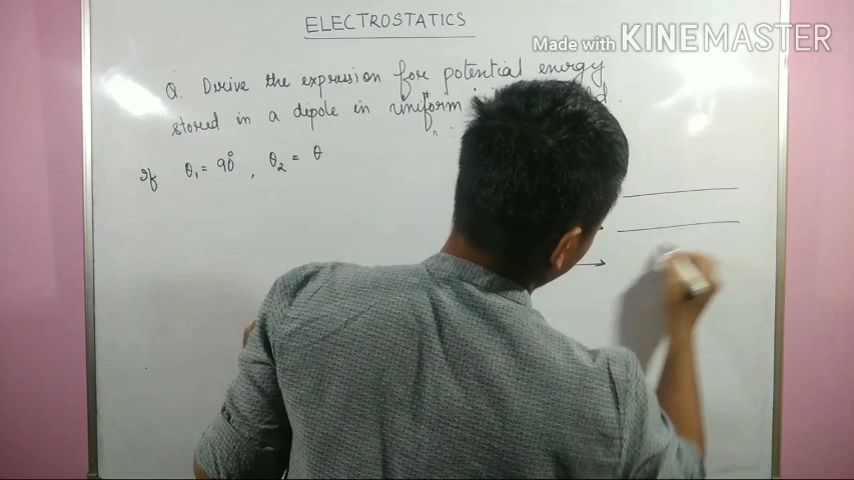 ELECTROSTATICS
Made with KINEMASTER
Q. Derive the expression for potential energy
stored in a dipole in uniform
If θ₁ = 90°, θ₂ = θ